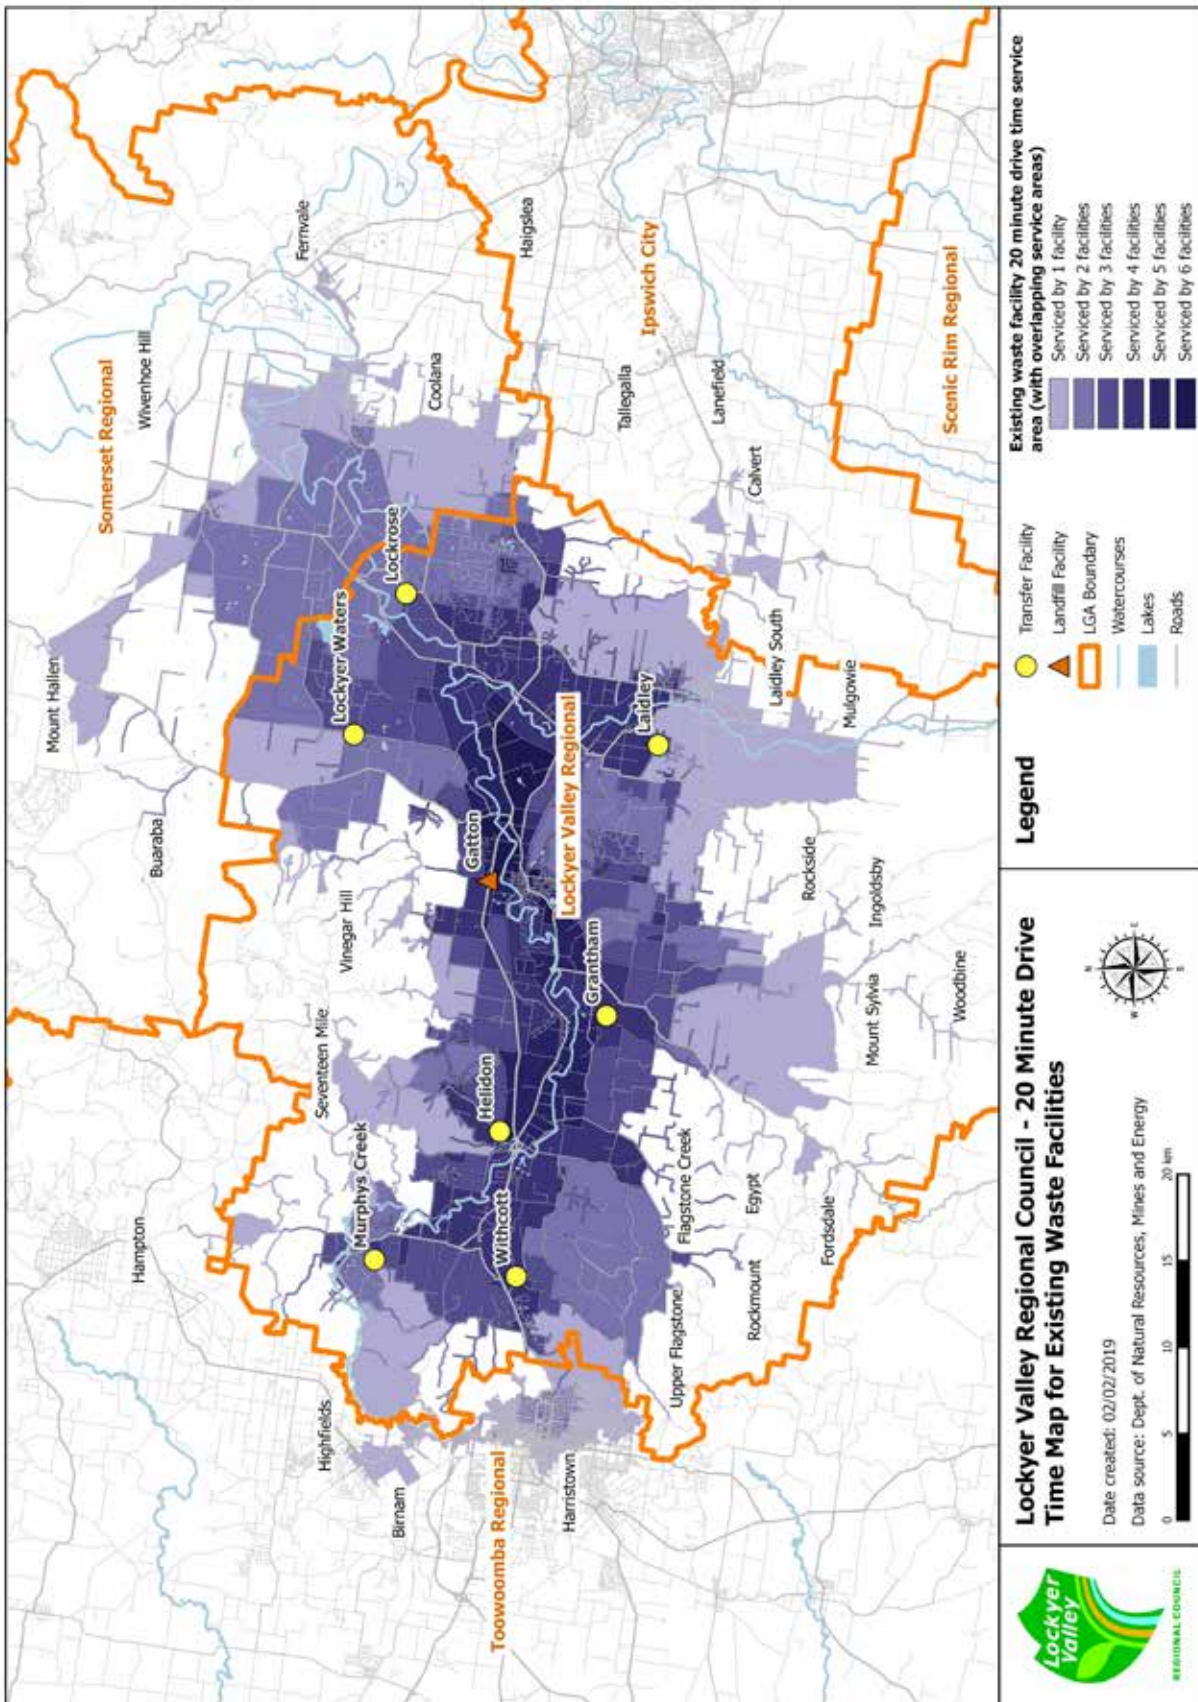 Hampton
Highfields
Birnam
Toowoomba Regional
Harristown
Murphys Creek
Withcott
Helidon
Seventeen Mile
Vinegar Hill
Buaraba
Mount Hallen
Somerset Regional
Wivenhoe Hill
Fernvale
Coolana
Haigslea
Lockyer Waters
Lockrose
Gatton
Lockyer Valley Regional
Grantham
Laidley
Upper Flagstone
Flagstone Creek
Rockmount
Egypt
Fordsdale
Mount Sylvia
Woodbine
Ingoldsby
Rockside
Mulgowie
Laidley South
Calvert
Lanefield
Tallegalla
Ipswich City
Scenic Rim Regional
Lockyer
Valley
REGIONAL COUNCIL
Lockyer Valley Regional Council - 20 Minute Drive
Time Map for Existing Waste Facilities
Date created: 02/02/2019
Data source: Dept. of Natural Resources, Mines and Energy
0 5 10 15 20 km
N
W E
S
Legend
Transfer Facility
Landfill Facility
LGA Boundary
Watercourses
Lakes
Roads
Existing waste facility 20 minute drive time service
area (with overlapping service areas)
Serviced by 1 facility
Serviced by 2 facilities
Serviced by 3 facilities
Serviced by 4 facilities
Serviced by 5 facilities
Serviced by 6 facilities